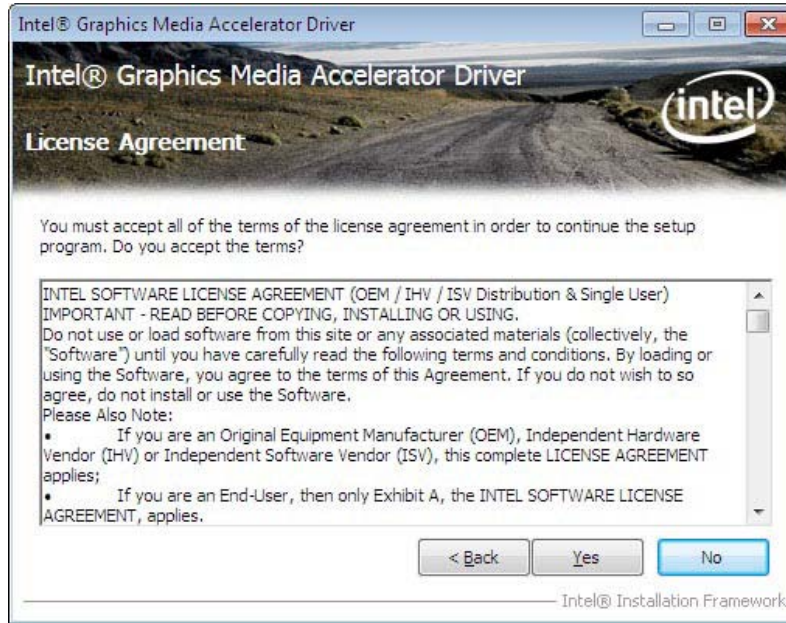 Intel® Graphics Media Accelerator Driver
Intel® Graphics Media Accelerator Driver
intel
License Agreement
You must accept all of the terms of the license agreement in order to continue the setup
program. Do you accept the terms?
INTEL SOFTWARE LICENSE AGREEMENT (OEM / IHV / ISV Distribution & Single User)
IMPORTANT - READ BEFORE COPYING, INSTALLING OR USING.
Do not use or load software from this site or any associated materials (collectively, the
"Software") until you have carefully read the following terms and conditions. By loading or
using the Software, you agree to the terms of this Agreement. If you do not wish to so
agree, do not install or use the Software.
Please Also Note:
• If you are an Original Equipment Manufacturer (OEM), Independent Hardware
Vendor (IHV) or Independent Software Vendor (ISV), this complete LICENSE AGREEMENT
applies;
• If you are an End-User, then only Exhibit A, the INTEL SOFTWARE LICENSE
AGREEMENT, applies.
< Back Yes No
Intel® Installation Framework